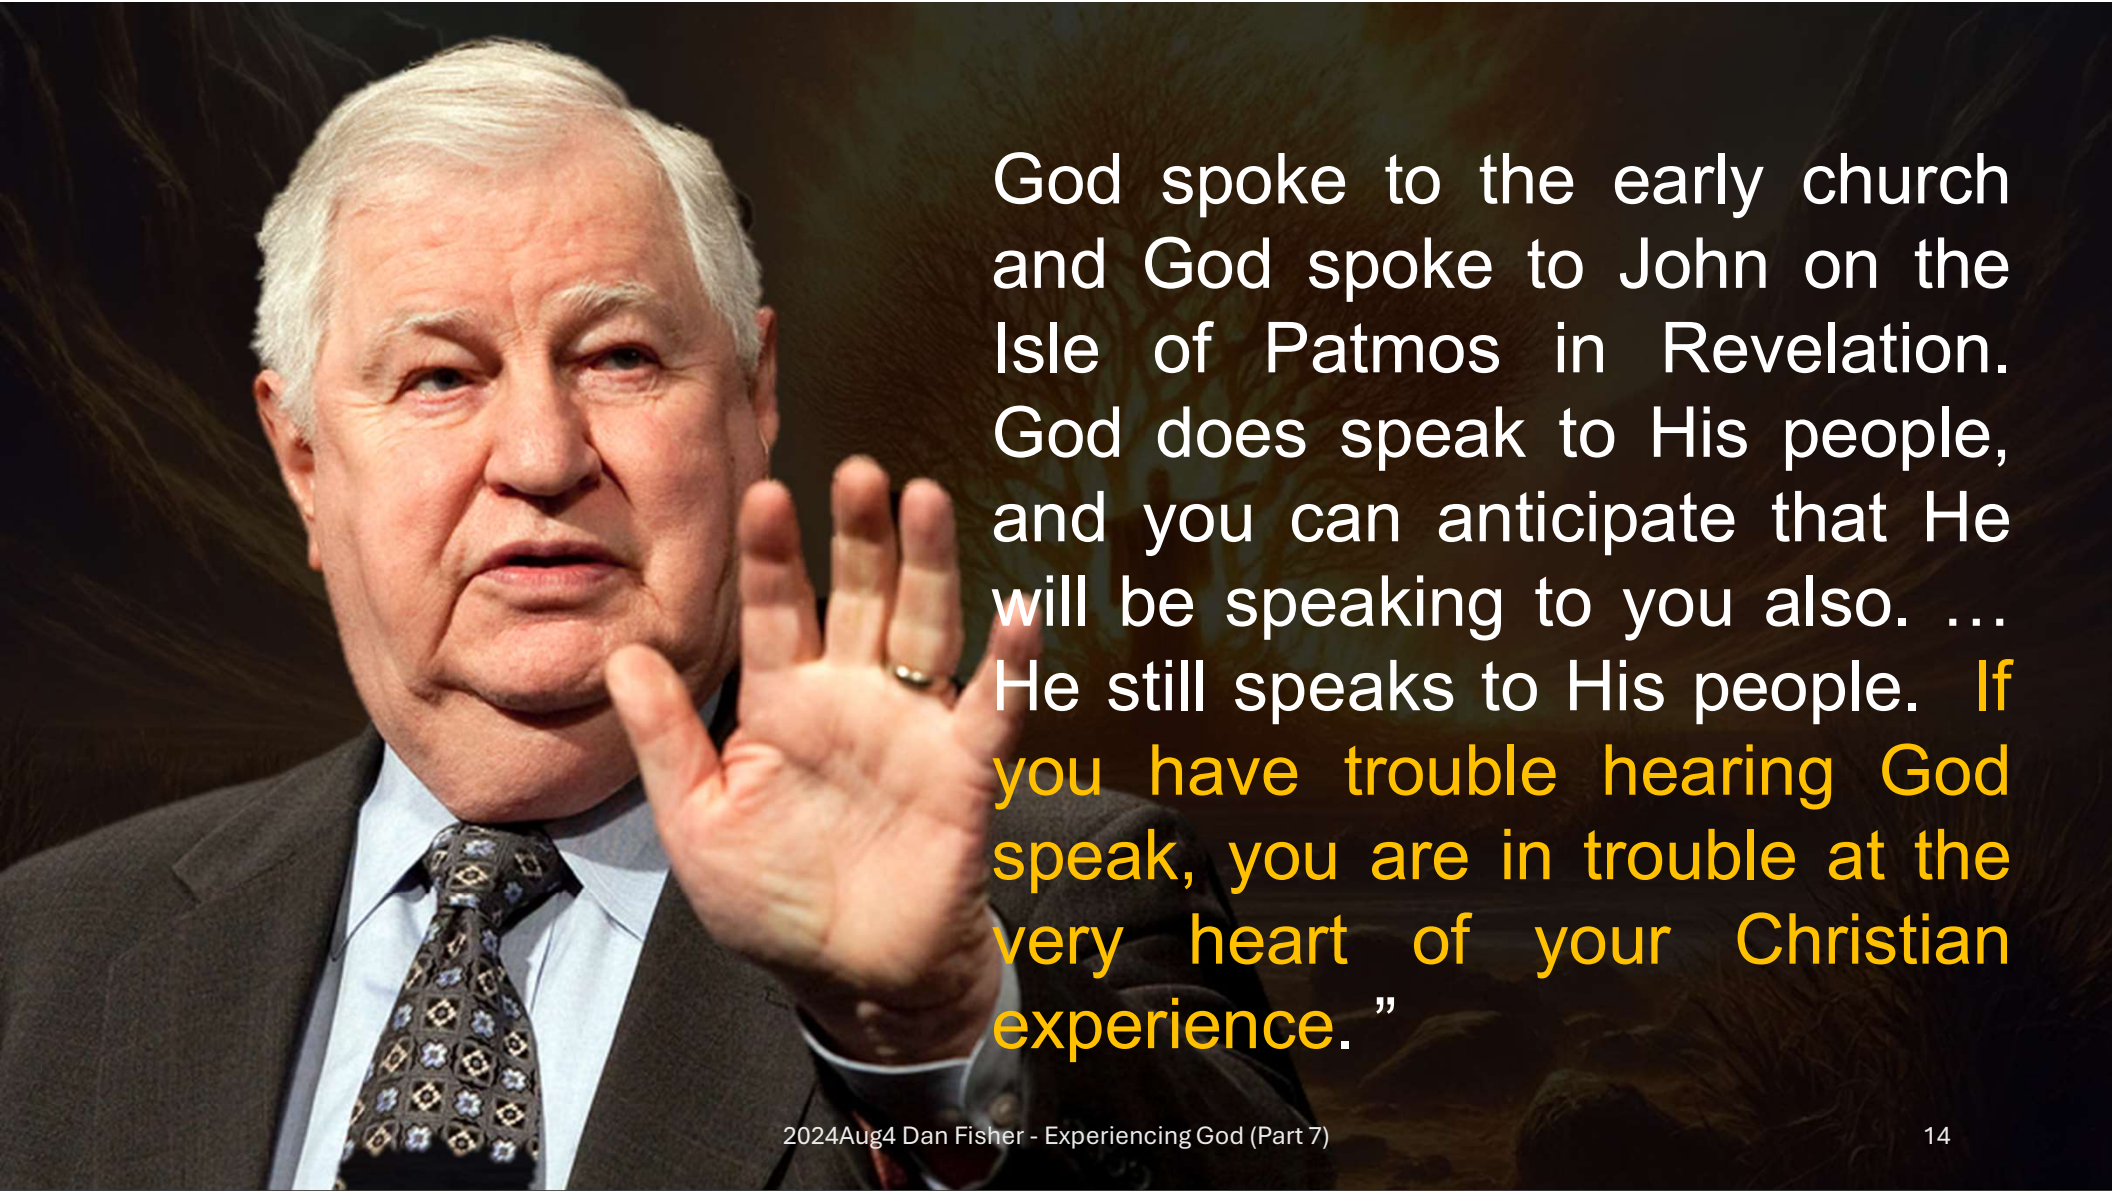 God spoke to the early church
and God spoke to John on the
Isle of Patmos in Revelation.
God does speak to His people,
and you can anticipate that He
will be speaking to you also. …
He still speaks to His people. If
you have trouble hearing God
speak, you are in trouble at the
very heart of your Christian
experience. ”
2024Aug4 Dan Fisher - Experiencing God (Part 7)
14